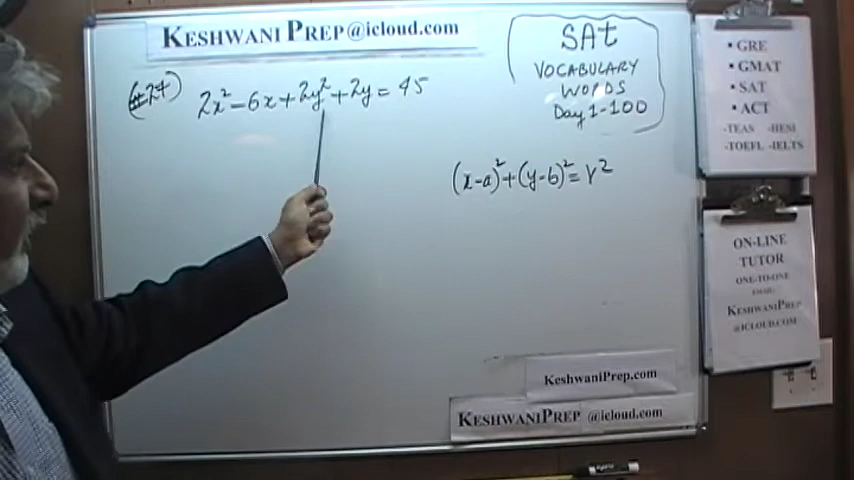 KESHWANI PREP@iCLOUD.COM
#24
2x² - 6x + 2y² + 2y = 45
(x-a)² + (y-b)² = r²
SAt
VOCABULARY
WORDS
Day 1-100
• GRE
• GMAT
• SAT
• ACT
-TEAS -HESI
-TOEFL -IELTS
ON-LINE
TUTOR
ONE-TO-ONE
KESHWANIPREP
@iCLOUD.COM
KESHWANIPREP.COM
KESHWANIPREP @iCLOUD.COM